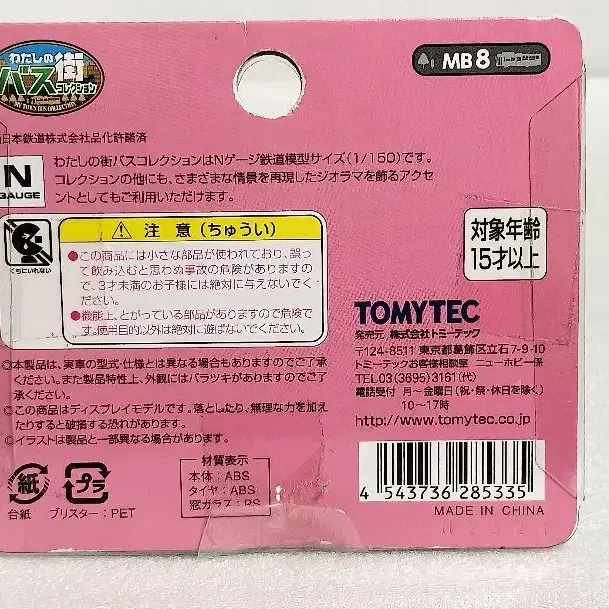 わたしの
バス街
コレクション
MY TOWN BUS COLLECTION
MB 8
日本鉄道株式会社商品化許諾済
わたしの街バスコレクションはNゲージ鉄道模型サイズ(1/150)です。
コレクションの他にも、さまざまな情景を再現したジオラマを飾るアクセ
ントとしてもご利用いただけます。
N
GAUGE
くちにいれない
注 意 (ちゅうい)
●この商品には小さな部品が使われており、誤っ
て飲み込むと思わぬ事故の危険がありますの
で、3才未満のお子様には絶対に与えないでく
ださい。
●機能上、とがっている部品がありますので危険で
す。使用目的以外は絶対に遊ばないでください。
対象年齢
15才以上
◎本製品は、実車の型式・仕様とは異なる場合もありますのでご了承
ください。また製品特性上、外観にはバラツキがありますのでご了
承ください。
◎この商品はディスプレイモデルです。落としたり、無理な力を加え
たりすると破損する恐れがあります。
◎イラストは製品と一部異なる場合があります。
TOMYTEC
発売元 株式会社トミーテック
〒124-8511 東京都葛飾区立石7-9-10
トミーテックお客様相談室 ニューホビー係
TEL03(3695)3161(代)
電話受付 月〜金曜日(祝・祭・休日を除く)
10〜17時
http://www.tomytec.co.jp
紙
台紙
プラ
ブリスター:PET
材質表示
本体:ABS
タイヤ:ABS
窓ガラス:PS
4 543736 285335
MADE IN CHINA